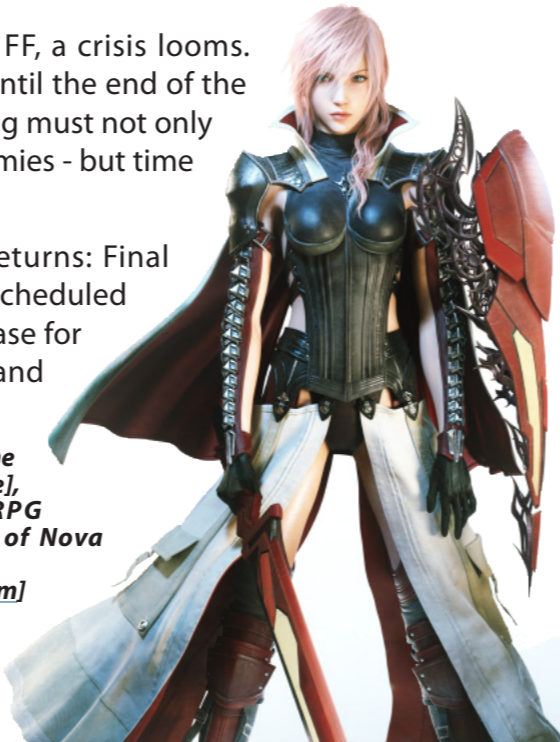 FF, a crisis looms.
ntil the end of the
g must not only
mies - but time
eturns: Final
cheduled
ase for
and
e
e],
RPG
of Nova
m]